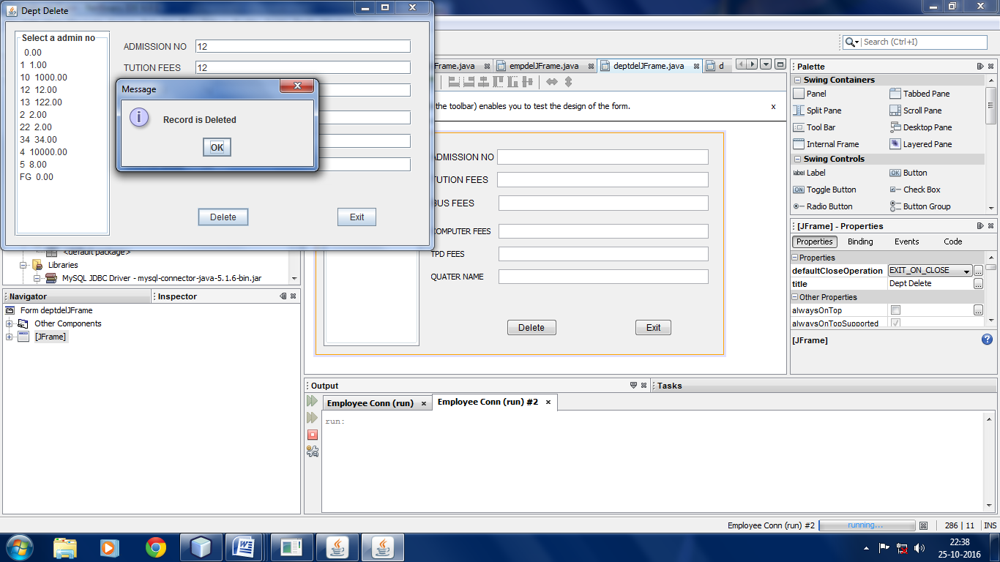 Dept Delete
Select a admin no
0.00
1 1.00
10 1000.00
12 12.00
13 122.00
2 2.00
22 2.00
34 34.00
4 10000.00
5 8.00
FG 0.00
ADMISSION NO 12
TUTION FEES 12
Message
Record is Deleted
OK
Delete Exit
Search (Ctrl+I)
Frame.java empdelJFrame.java deptdelJFrame.java d
the toolbar) enables you to test the design of the form. x
ADMISSION NO
TUTION FEES
BUS FEES
COMPUTER FEES
TPD FEES
QUATER NAME
Delete Exit
Palette
Swing Containers
Panel Tabbed Pane
Split Pane Scroll Pane
Tool Bar Desktop Pane
Internal Frame Layered Pane
Swing Controls
label Label OK Button
ON Toggle Button Check Box
Radio Button Button Group
[JFrame] - Properties
Properties Binding Events Code
Properties
defaultCloseOperation EXIT_ON_CLOSE ...
title Dept Delete ...
Other Properties
alwaysOnTop ...
alwaysOnTopSupported
[JFrame]
<default package>
Libraries
MySQL JDBC Driver - mysql-connector-java-5.1.6-bin.jar
Navigator Inspector
Form deptdelJFrame
Other Components
[JFrame]
Output Tasks
Employee Conn (run) x Employee Conn (run) #2 x
run:
Employee Conn (run) #2 running... 286 | 11 INS
22:38
25-10-2016